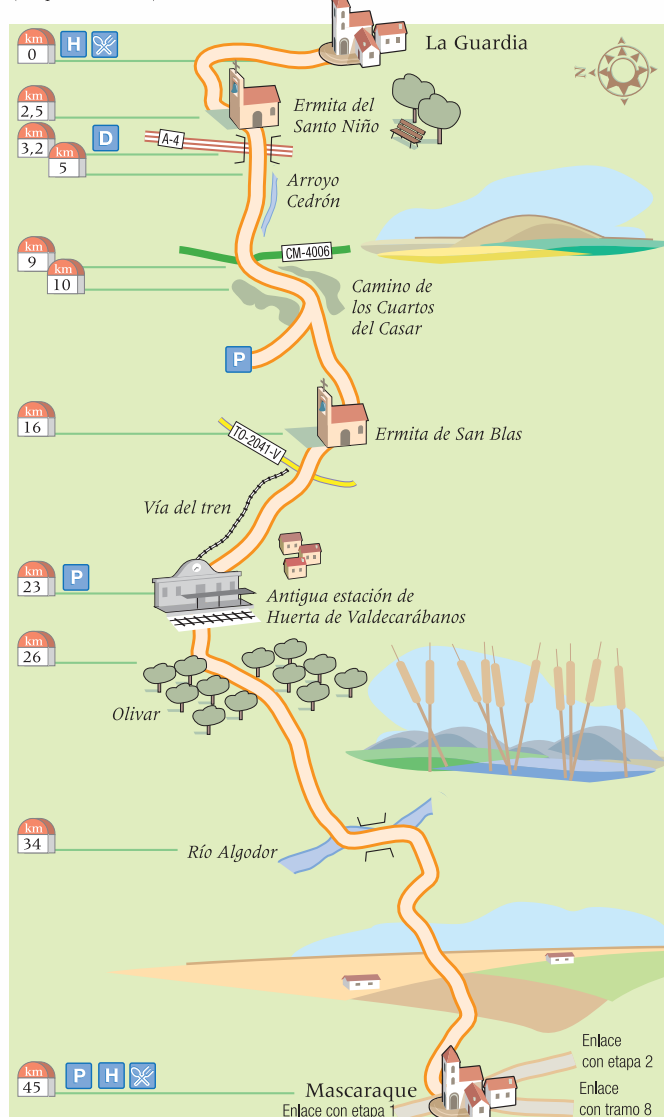 km
0
H
La Guardia
N
km
2,5
Ermita del
Santo Niño
km
3,2
D
A-4
km
5
Arroyo
Cedrón
km
9
CM-4006
km
10
Camino de
los Cuartos
del Casar
P
km
16
Ermita de San Blas
TO-2041-V
Vía del tren
km
23
P
Antigua estación de
Huerta de Valdecarábanos
km
26
Olivar
km
34
Río Algodor
km
45
P
H
Mascaraque
Enlace
con etapa 2
Enlace
con tramo 8
Enlace con etapa 1